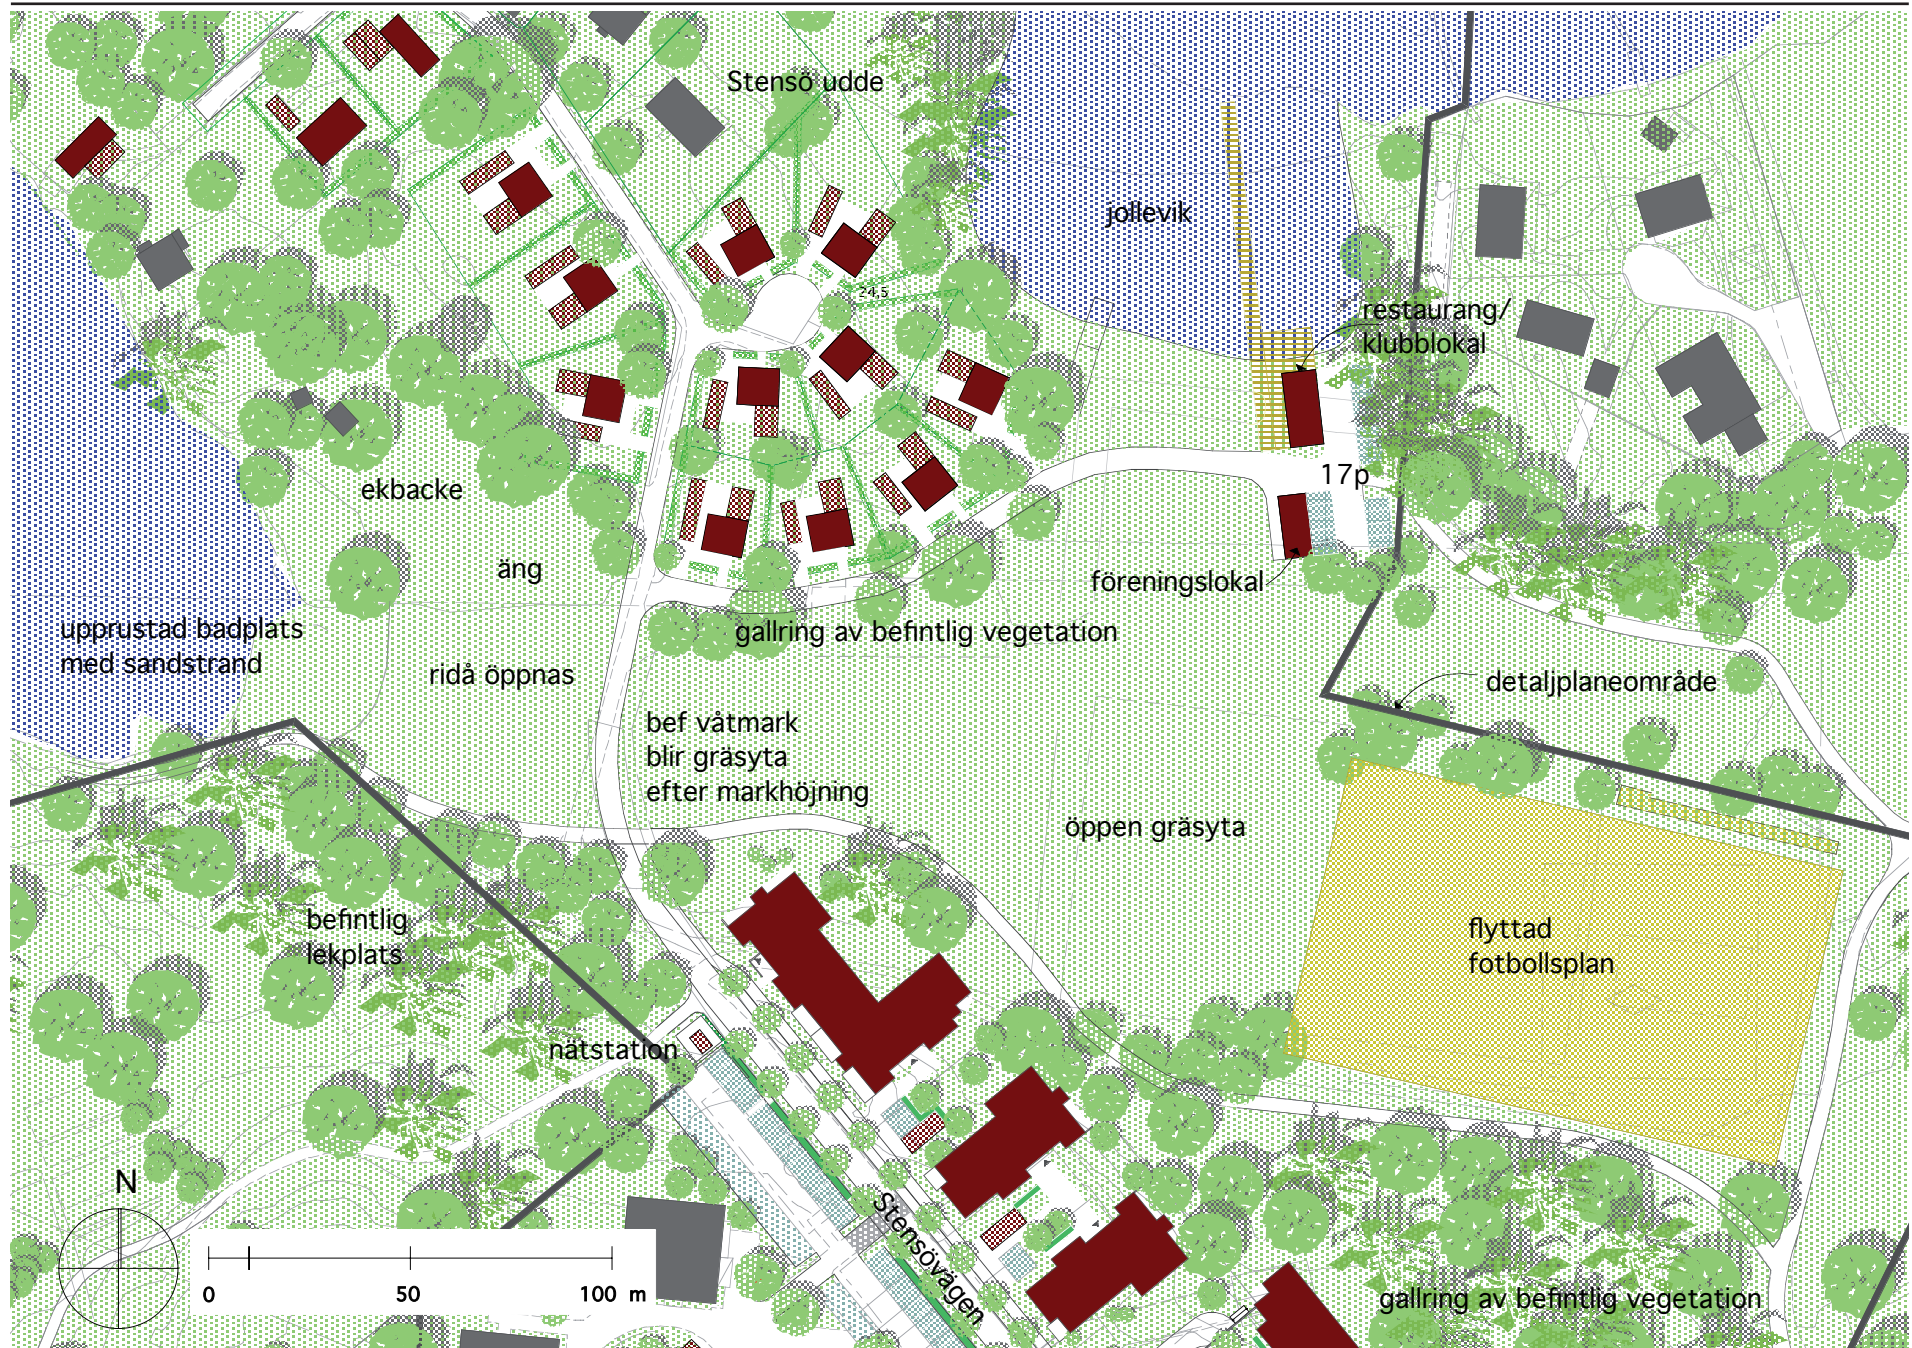 Stensö udde
jollevik
24,5
restaurang/
klubblokal
17p
ekbacke
äng
föreningslokal
upprustad badplats
med sandstrand
gallring av befintlig vegetation
ridå öppnas
detaljplaneområde
bef våtmark
blir gräsyta
efter markhöjning
öppen gräsyta
befintlig
lekplats
flyttad
fotbollsplan
nätstation
N
Stensövägen
0 50 100 m
gallring av befintlig vegetation